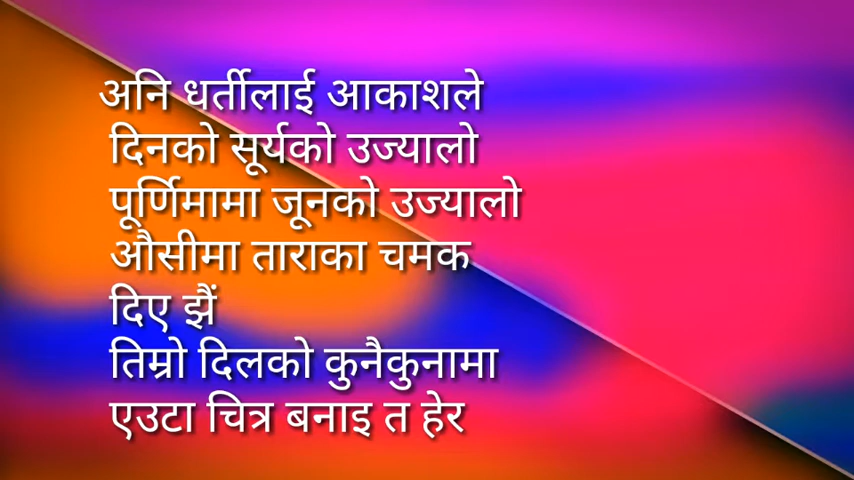 अनि धर्तीलाई आकाशले
दिनको सूर्यको उज्यालो
पूर्णिमामा जूनको उज्यालो
औसीमा ताराका चमक
दिए झैं
तिम्रो दिलको कुनैकुनामा
एउटा चित्र बनाइ त हेर